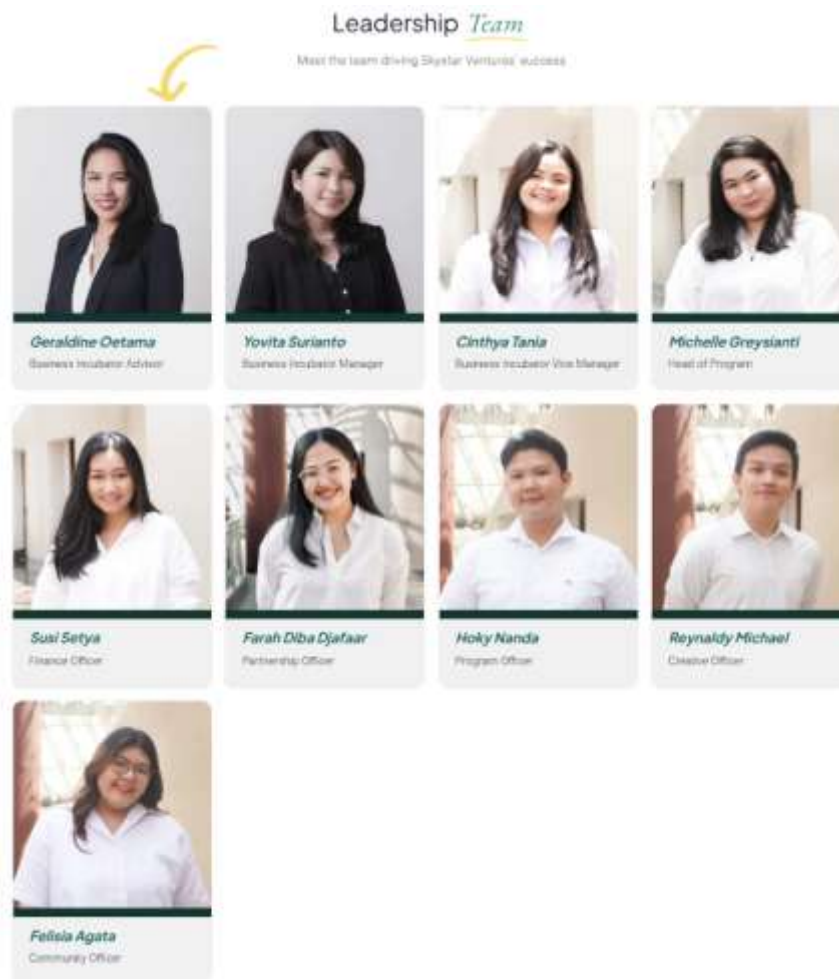 Leadership Team
Meet the team driving Skystar Ventures' success
Geraldine Oetama
Business Incubator Advisor
Yovita Surianto
Business Incubator Manager
Cinthya Tania
Business Incubator Vice Manager
Michelle Greysianti
Head of Program
Susi Setya
Finance Officer
Farah Diba Djafaar
Partnership Officer
Hoky Nanda
Program Officer
Reynaldy Michael
Creative Officer
Felisia Agata
Community Officer